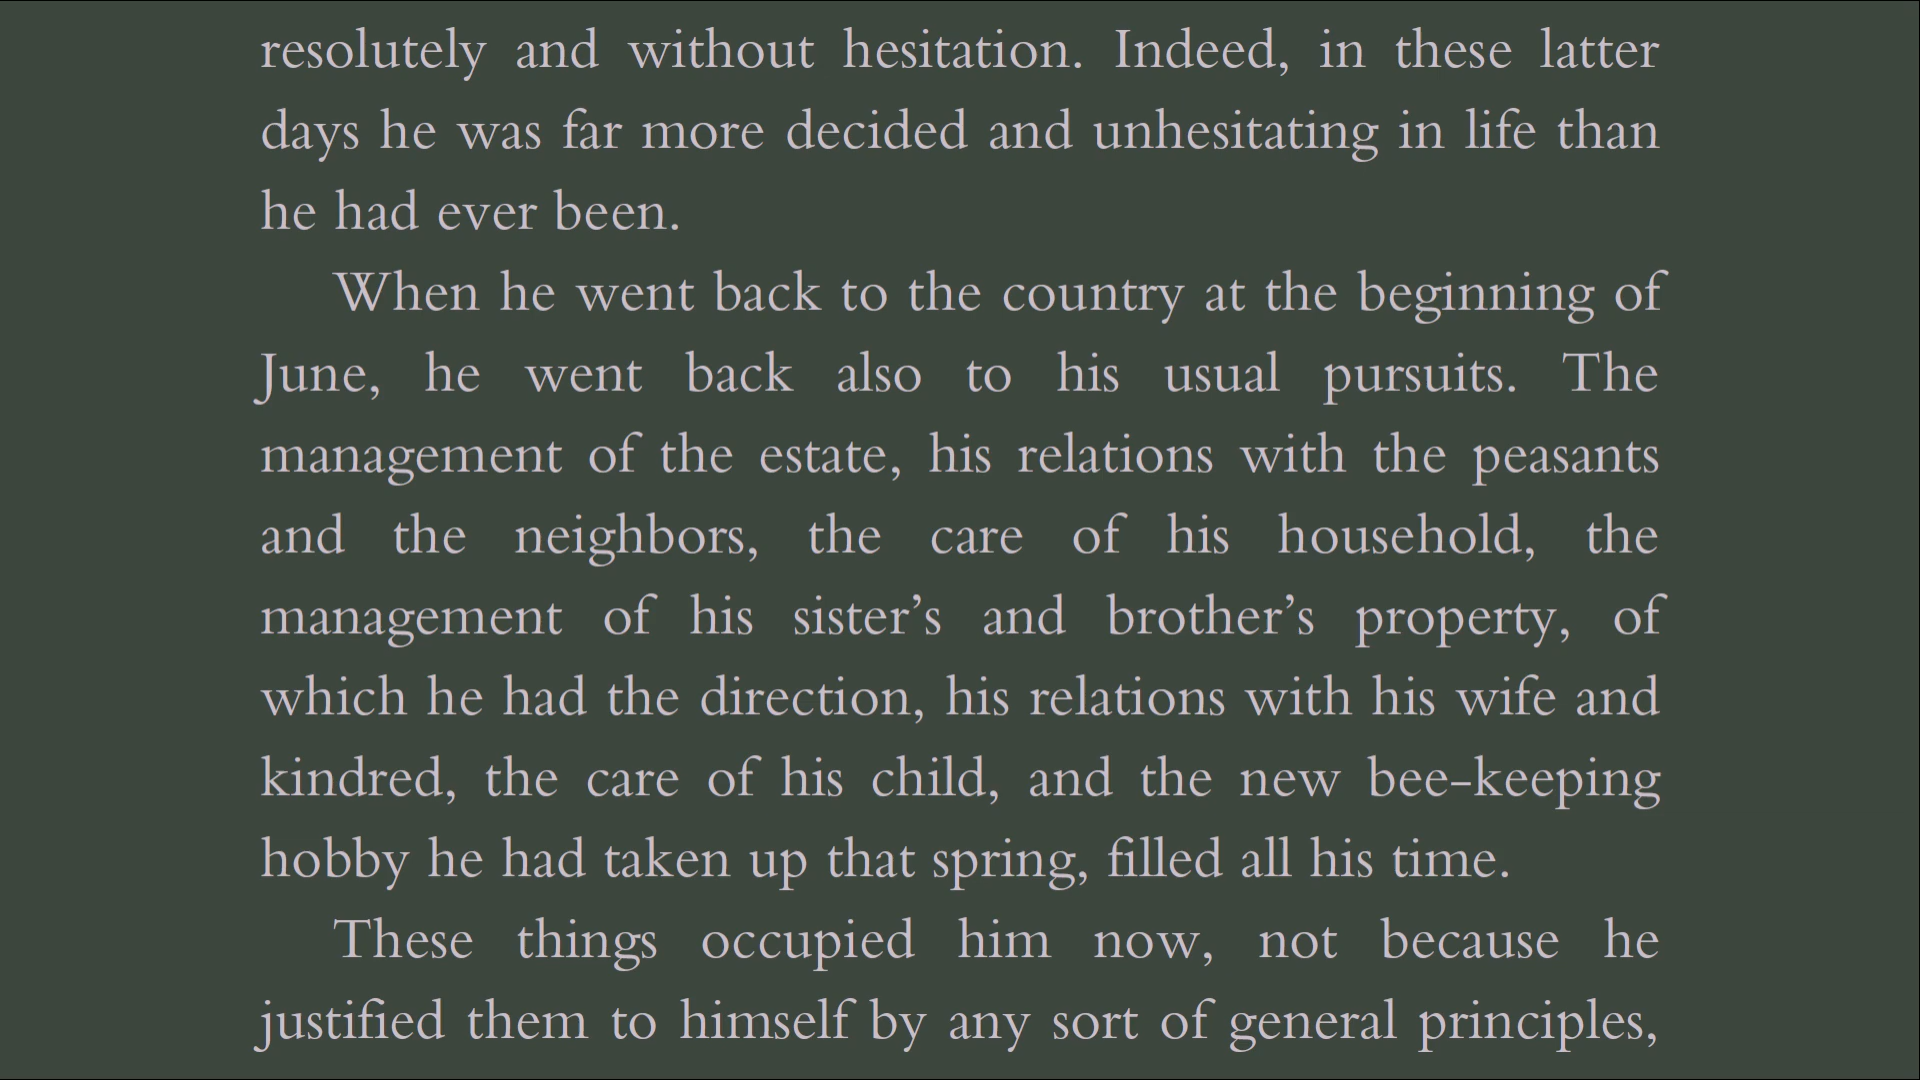 resolutely and without hesitation. Indeed, in these latter
days he was far more decided and unhesitating in life than
he had ever been.
When he went back to the country at the beginning of
June, he went back also to his usual pursuits. The
management of the estate, his relations with the peasants
and the neighbors, the care of his household, the
management of his sister’s and brother’s property, of
which he had the direction, his relations with his wife and
kindred, the care of his child, and the new bee-keeping
hobby he had taken up that spring, filled all his time.
These things occupied him now, not because he
justified them to himself by any sort of general principles,